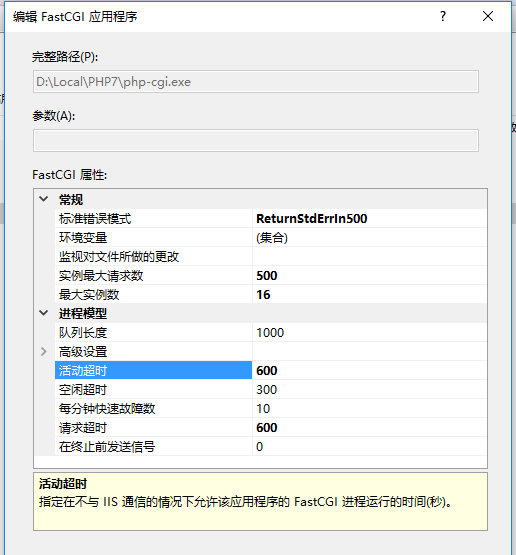 编辑 FastCGI 应用程序
完整路径(P):
D:\Local\PHP7\php-cgi.exe
参数(A):
FastCGI 属性:
常规
标准错误模式 ReturnStdErrIn500
环境变量 (集合)
监视对文件所做的更改
实例最大请求数 500
最大实例数 16
进程模型
队列长度 1000
高级设置
活动超时 600
空闲超时 300
每分钟快速故障数 10
请求超时 600
在终止前发送信号 0
活动超时
指定在不与 IIS 通信的情况下允许该应用程序的 FastCGI 进程运行的时间(秒)。